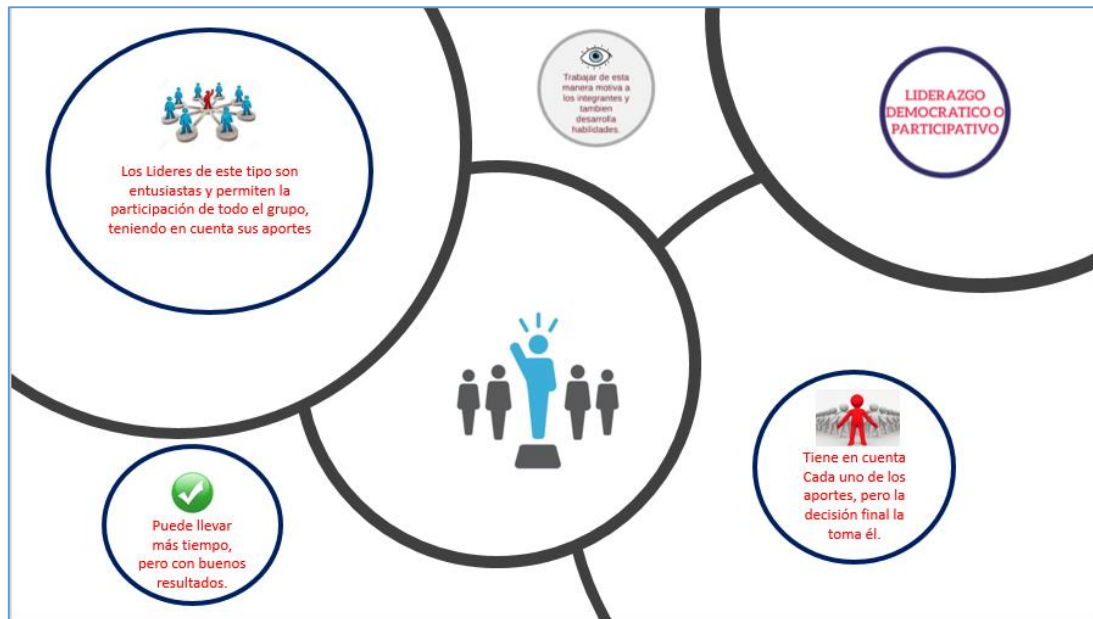 Los Lideres de este tipo son
entusiastas y permiten la
participación de todo el grupo,
teniendo en cuenta sus aportes
Trabajar de esta
manera motiva a
los integrantes y
tambien
desarrolla
habilidades.
LIDERAZGO
DEMOCRATICO O
PARTICIPATIVO
Puede llevar
más tiempo,
pero con buenos
resultados.
Tiene en cuenta
Cada uno de los
aportes, pero la
decisión final la
toma él.